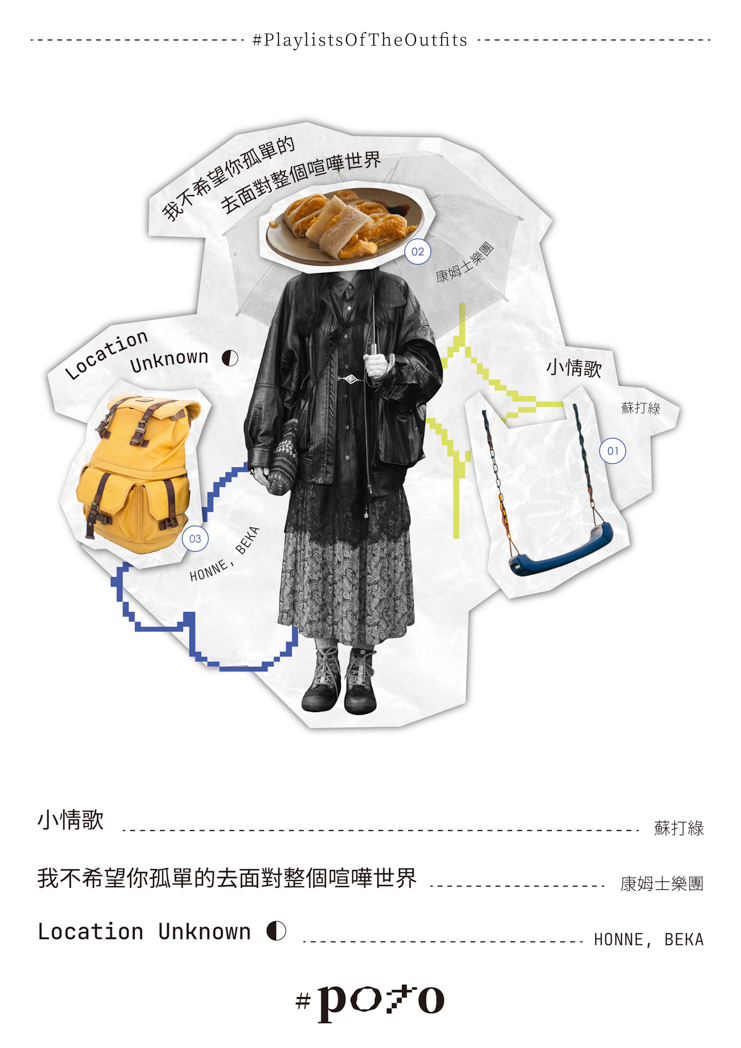 #PlaylistsOfTheOutfits
我不希望你孤單的
去面對整個喧嘩世界
02
康姆士樂團
Location
Unknown ◐
小情歌
蘇打綠
01
03
HONNE, BEKA
小情歌 蘇打綠
我不希望你孤單的去面對整個喧嘩世界 康姆士樂團
Location Unknown ◐ HONNE, BEKA
#poto